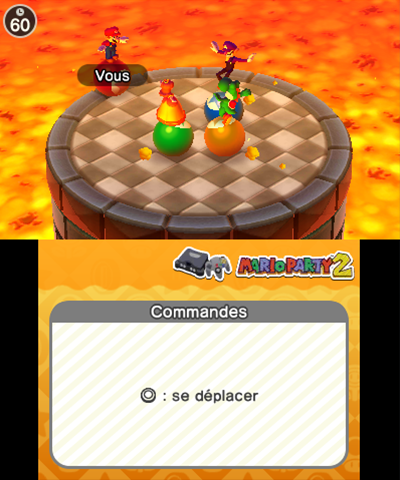 60
Vous
MARIO PARTY 2
Commandes
◎ : se déplacer